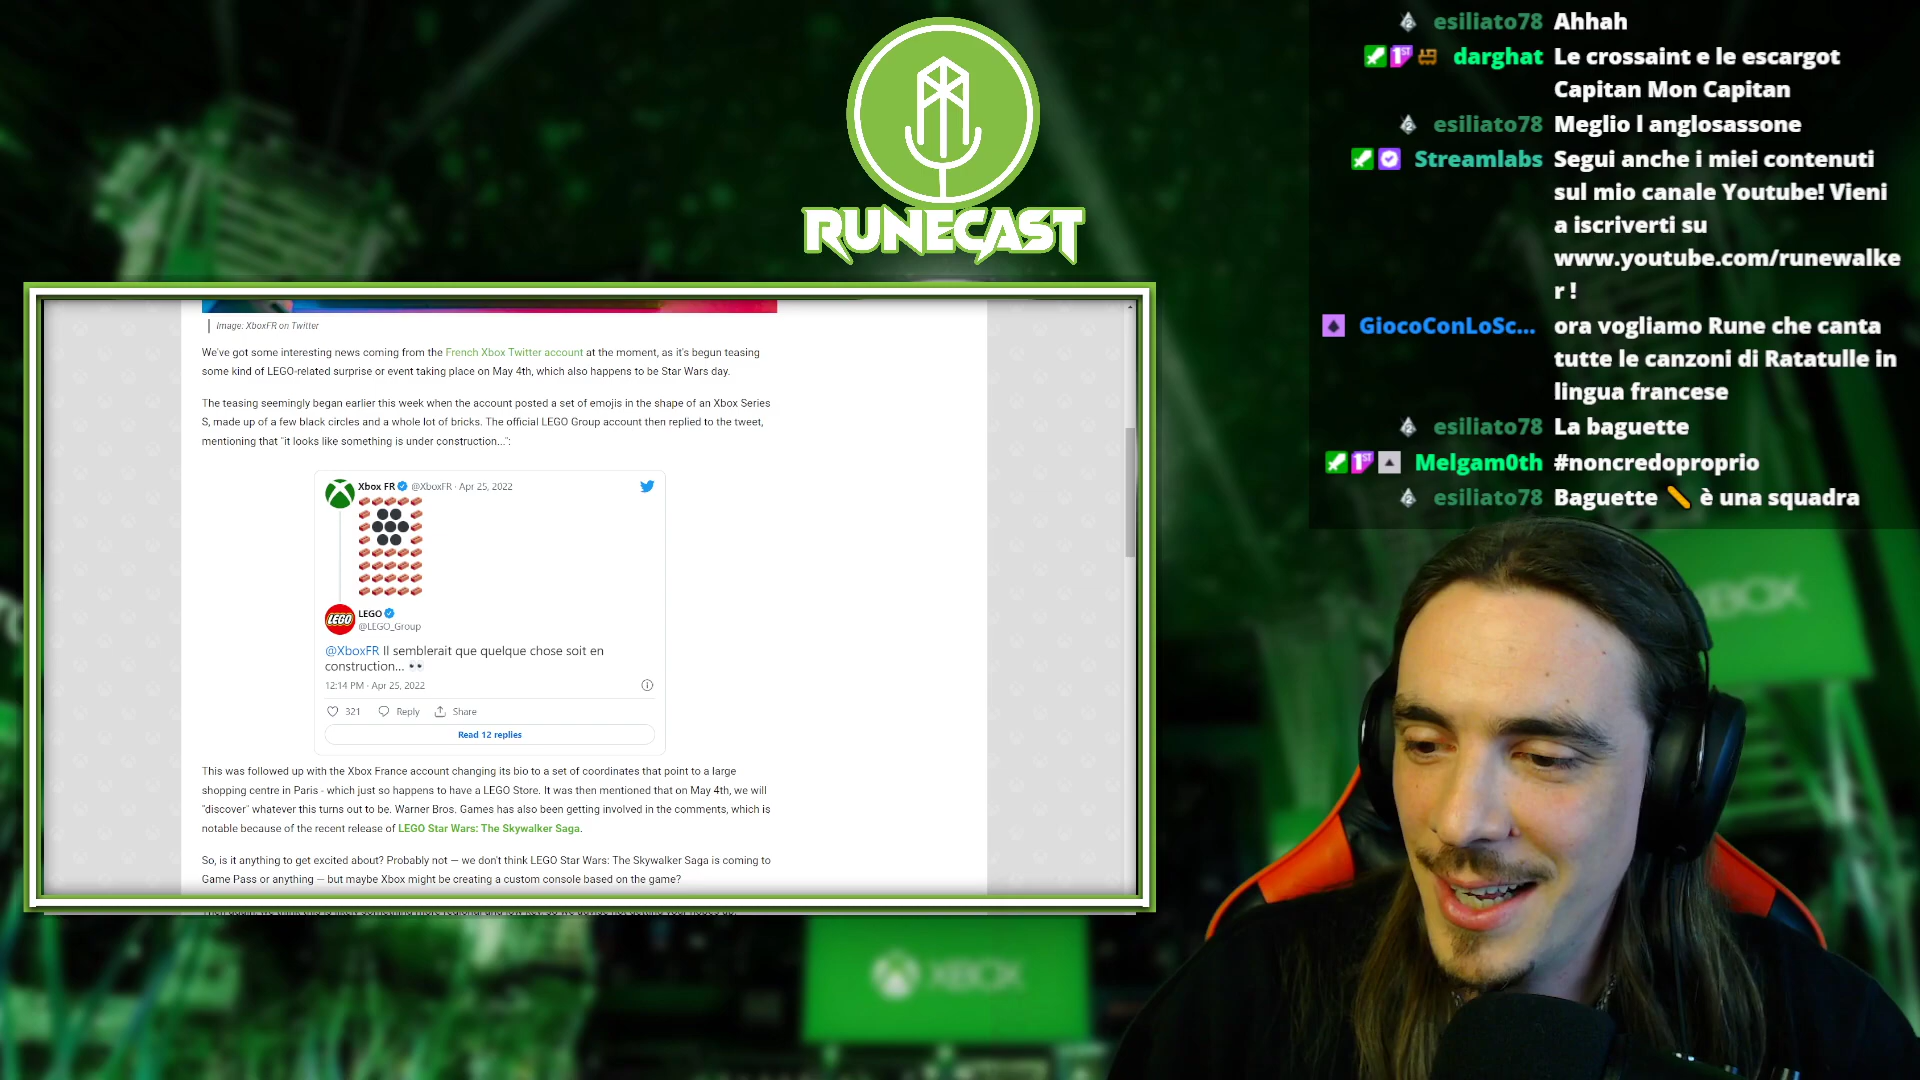 RUNECAST
Image: XboxFR on Twitter
We've got some interesting news coming from the French Xbox Twitter account at the moment, as it's begun teasing
some kind of LEGO-related surprise or event taking place on May 4th, which also happens to be Star Wars day.
The teasing seemingly began earlier this week when the account posted a set of emojis in the shape of an Xbox Series
S, made up of a few black circles and a whole lot of bricks. The official LEGO Group account then replied to the tweet,
mentioning that "it looks like something is under construction...":
Xbox FR @XboxFR · Apr 25, 2022
LEGO
LEGO
@LEGO_Group
@XboxFR Il semblerait que quelque chose soit en
construction... 👀
12:14 PM · Apr 25, 2022
321 Reply Share
Read 12 replies
This was followed up with the Xbox France account changing its bio to a set of coordinates that point to a large
shopping centre in Paris - which just so happens to have a LEGO Store. It was then mentioned that on May 4th, we will
"discover" whatever this turns out to be. Warner Bros. Games has also been getting involved in the comments, which is
notable because of the recent release of LEGO Star Wars: The Skywalker Saga.
So, is it anything to get excited about? Probably not — we don't think LEGO Star Wars: The Skywalker Saga is coming to
Game Pass or anything — but maybe Xbox might be creating a custom console based on the game?
XBOX
esiliato78 Ahhah
darghat Le crossaint e le escargot
Capitan Mon Capitan
esiliato78 Meglio l anglosassone
Streamlabs Segui anche i miei contenuti
sul mio canale Youtube! Vieni
a iscriverti su
www.youtube.com/runewalke
r !
GiocoConLoSc... ora vogliamo Rune che canta
tutte le canzoni di Ratatulle in
lingua francese
esiliato78 La baguette
Melgam0th #noncredoproprio
esiliato78 Baguette 🥖 è una squadra
XBOX